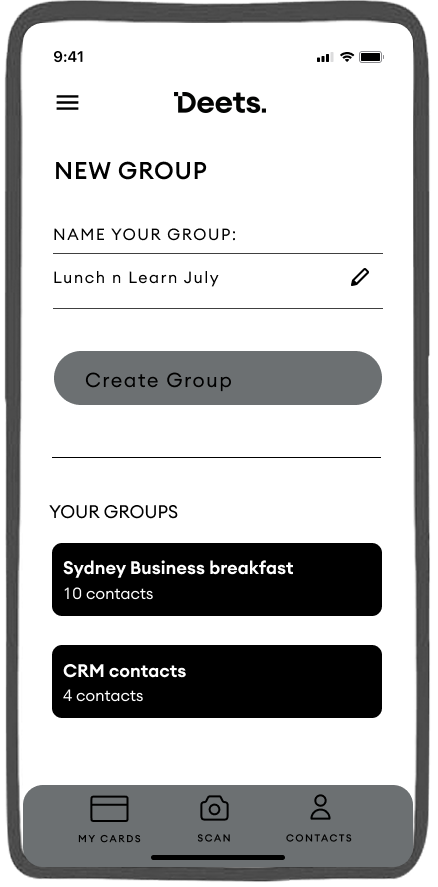 9:41
Deets.
NEW GROUP
NAME YOUR GROUP:
Lunch n Learn July
Create Group
YOUR GROUPS
Sydney Business breakfast
10 contacts
CRM contacts
4 contacts
MY CARDS SCAN CONTACTS